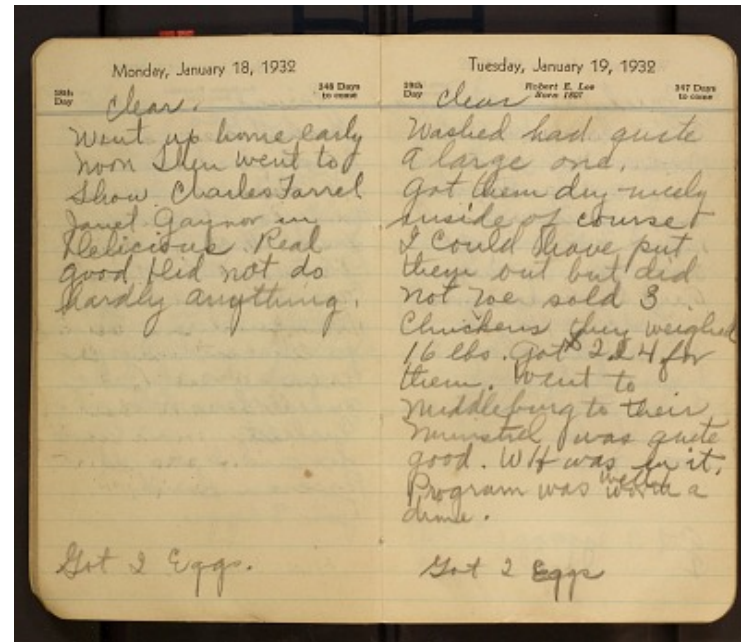 Monday, January 18, 1932
18th Day
348 Days to come
Clear.
Went up home early
noon then went to
Show. Charles Farrel
Janet Gaynor in
Delicious. Real
good. Did not do
hardly anything.
Got 2 Eggs.
Tuesday, January 19, 1932
19th Day
Robert E. Lee Born 1807
347 Days to come
Clear
Washed had quite
a large one.
Got them dry nicely
inside of course
I could have put
them out but did
not we sold 3
Chickens they weighed
16 lbs. Got $2.24 for
them. Went to
Middleburg to their
Minstrel was quite
good. WH was in it.
Program was well worth a
dime.
Got 2 Eggs